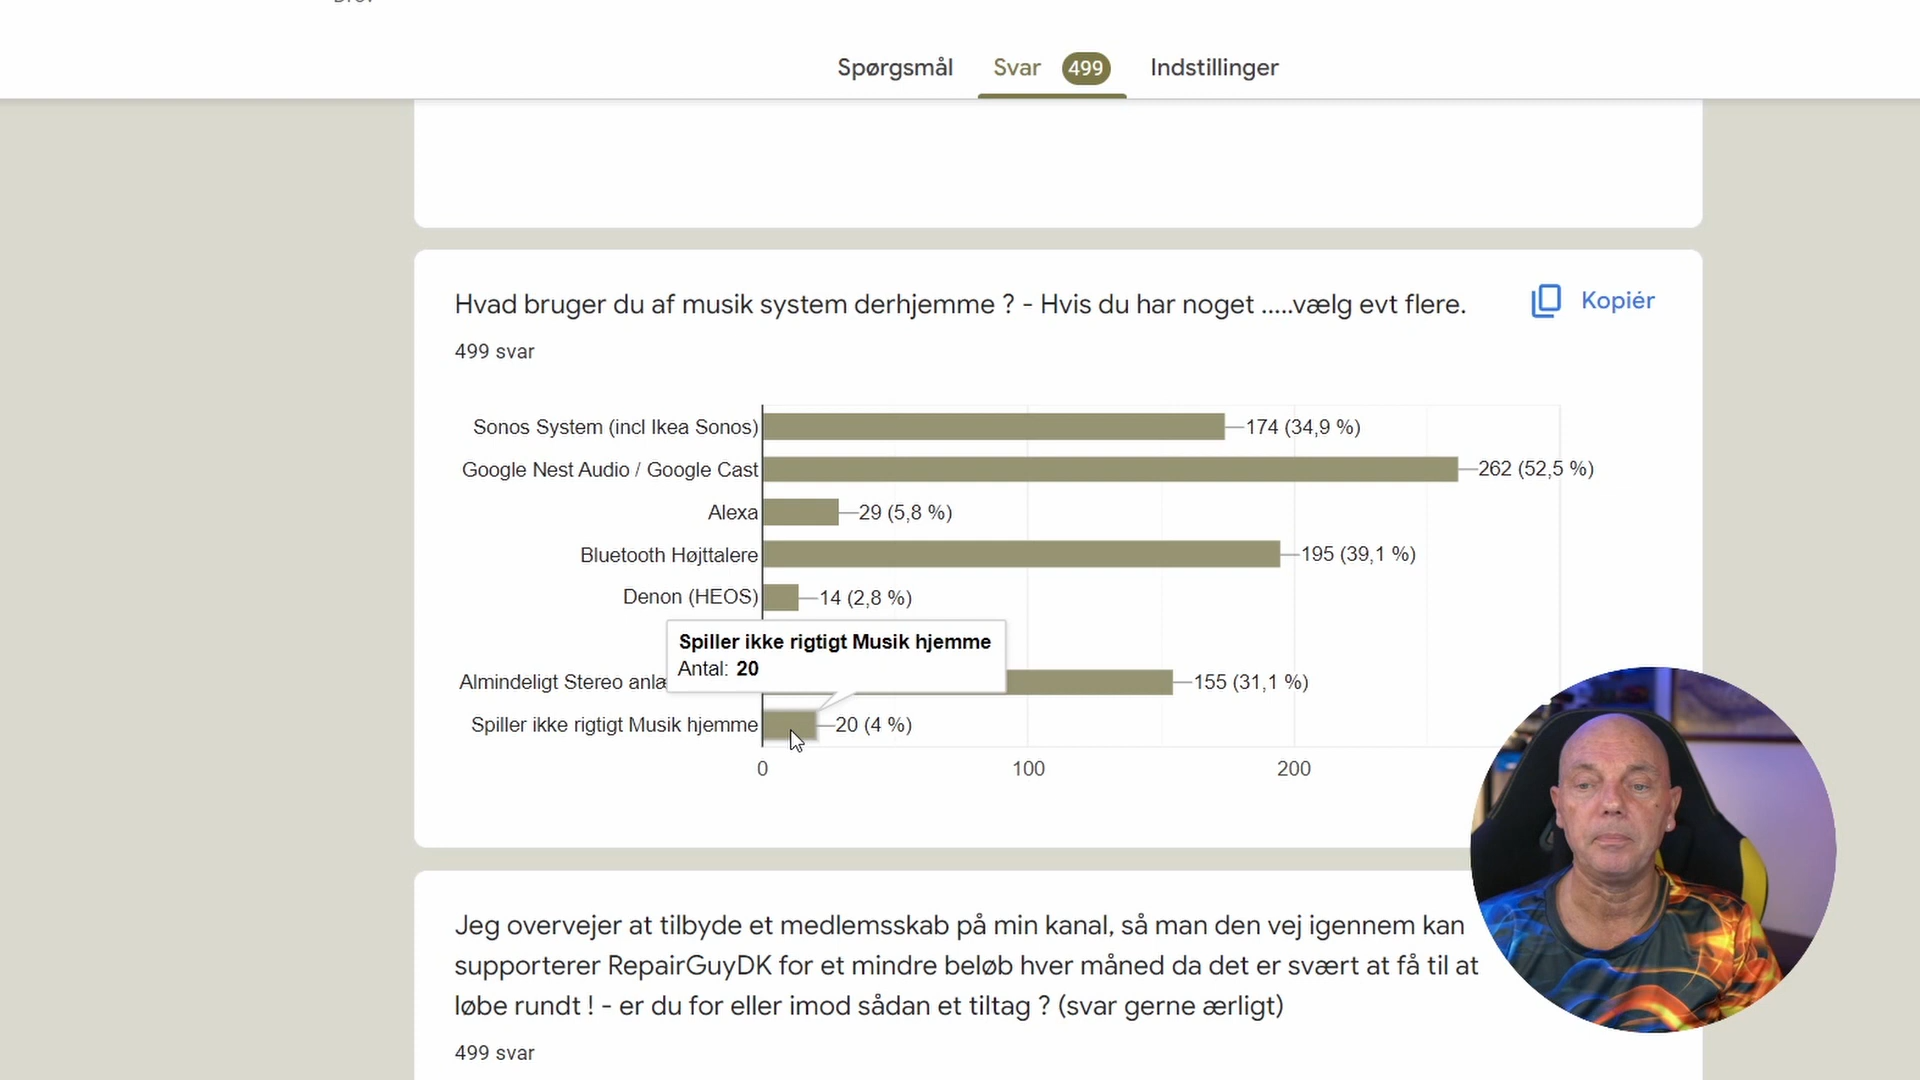 Spørgsmål
Svar 499
Indstillinger
Hvad bruger du af musik system derhjemme ? - Hvis du har noget .....vælg evt flere.
Kopiér
499 svar
Sonos System (incl Ikea Sonos) 174 (34,9 %)
Google Nest Audio / Google Cast 262 (52,5 %)
Alexa 29 (5,8 %)
Bluetooth Højttalere 195 (39,1 %)
Denon (HEOS) 14 (2,8 %)
Spiller ikke rigtigt Musik hjemme
Antal: 20
Almindeligt Stereo 155 (31,1 %)
Spiller ikke rigtigt Musik hjemme 20 (4 %)
0 100 200
Jeg overvejer at tilbyde et medlemsskab på min kanal, så man den vej igennem kan
supporterer RepairGuyDK for et mindre beløb hver måned da det er svært at få til at
løbe rundt ! - er du for eller imod sådan et tiltag ? (svar gerne ærligt)
499 svar